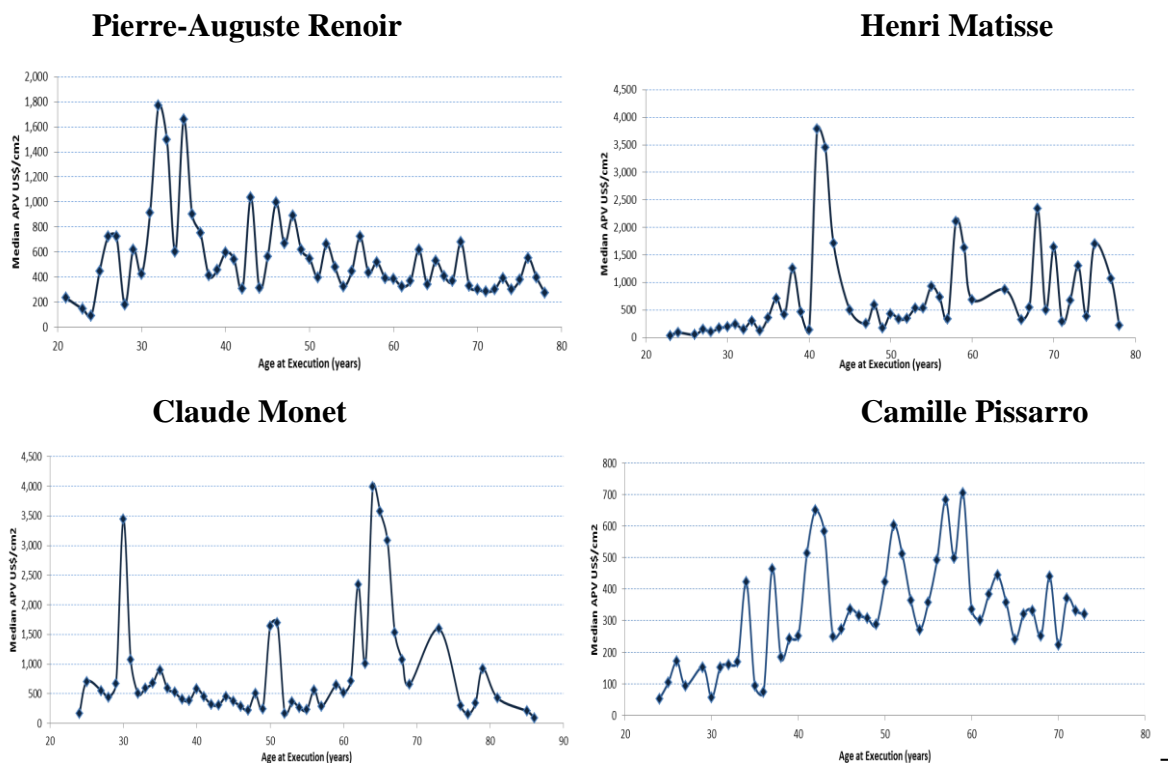 Pierre-Auguste Renoir
2,000
1,800
1,600
1,400
1,200
1,000
800
600
400
200
0
Median APV US$/cm2
20 30 40 50 60 70 80
Age at Execution (years)
Henri Matisse
4,500
4,000
3,500
3,000
2,500
2,000
1,500
1,000
500
0
Median APV US$/cm2
20 30 40 50 60 70 80
Age at Execution (years)
Claude Monet
4,500
4,000
3,500
3,000
2,500
2,000
1,500
1,000
500
0
Median APV US$/cm2
20 30 40 50 60 70 80 90
Age at Execution (years)
Camille Pissarro
800
700
600
500
400
300
200
100
0
Median APV US$/cm2
20 30 40 50 60 70 80
Age at Execution (years)